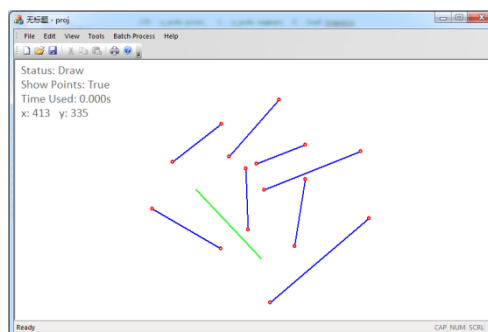 无标题 - proj
File Edit View Tools Batch Process Help
Status: Draw
Show Points: True
Time Used: 0.000s
x: 413 y: 335
Ready
CAP NUM SCRL